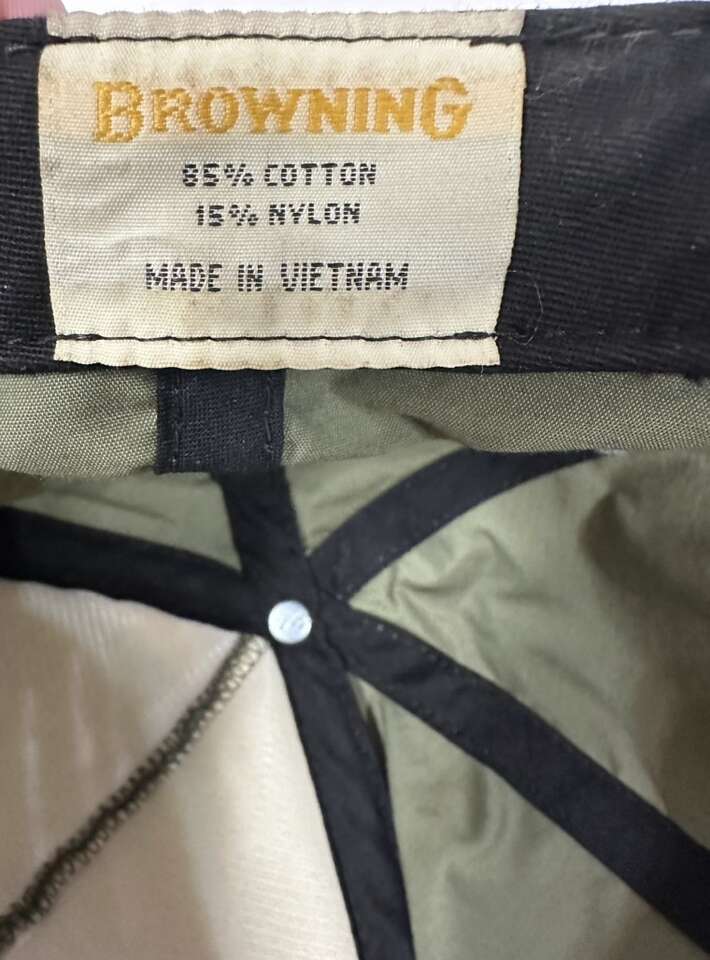 BROWNING
85% COTTON
15% NYLON
MADE IN VIETNAM